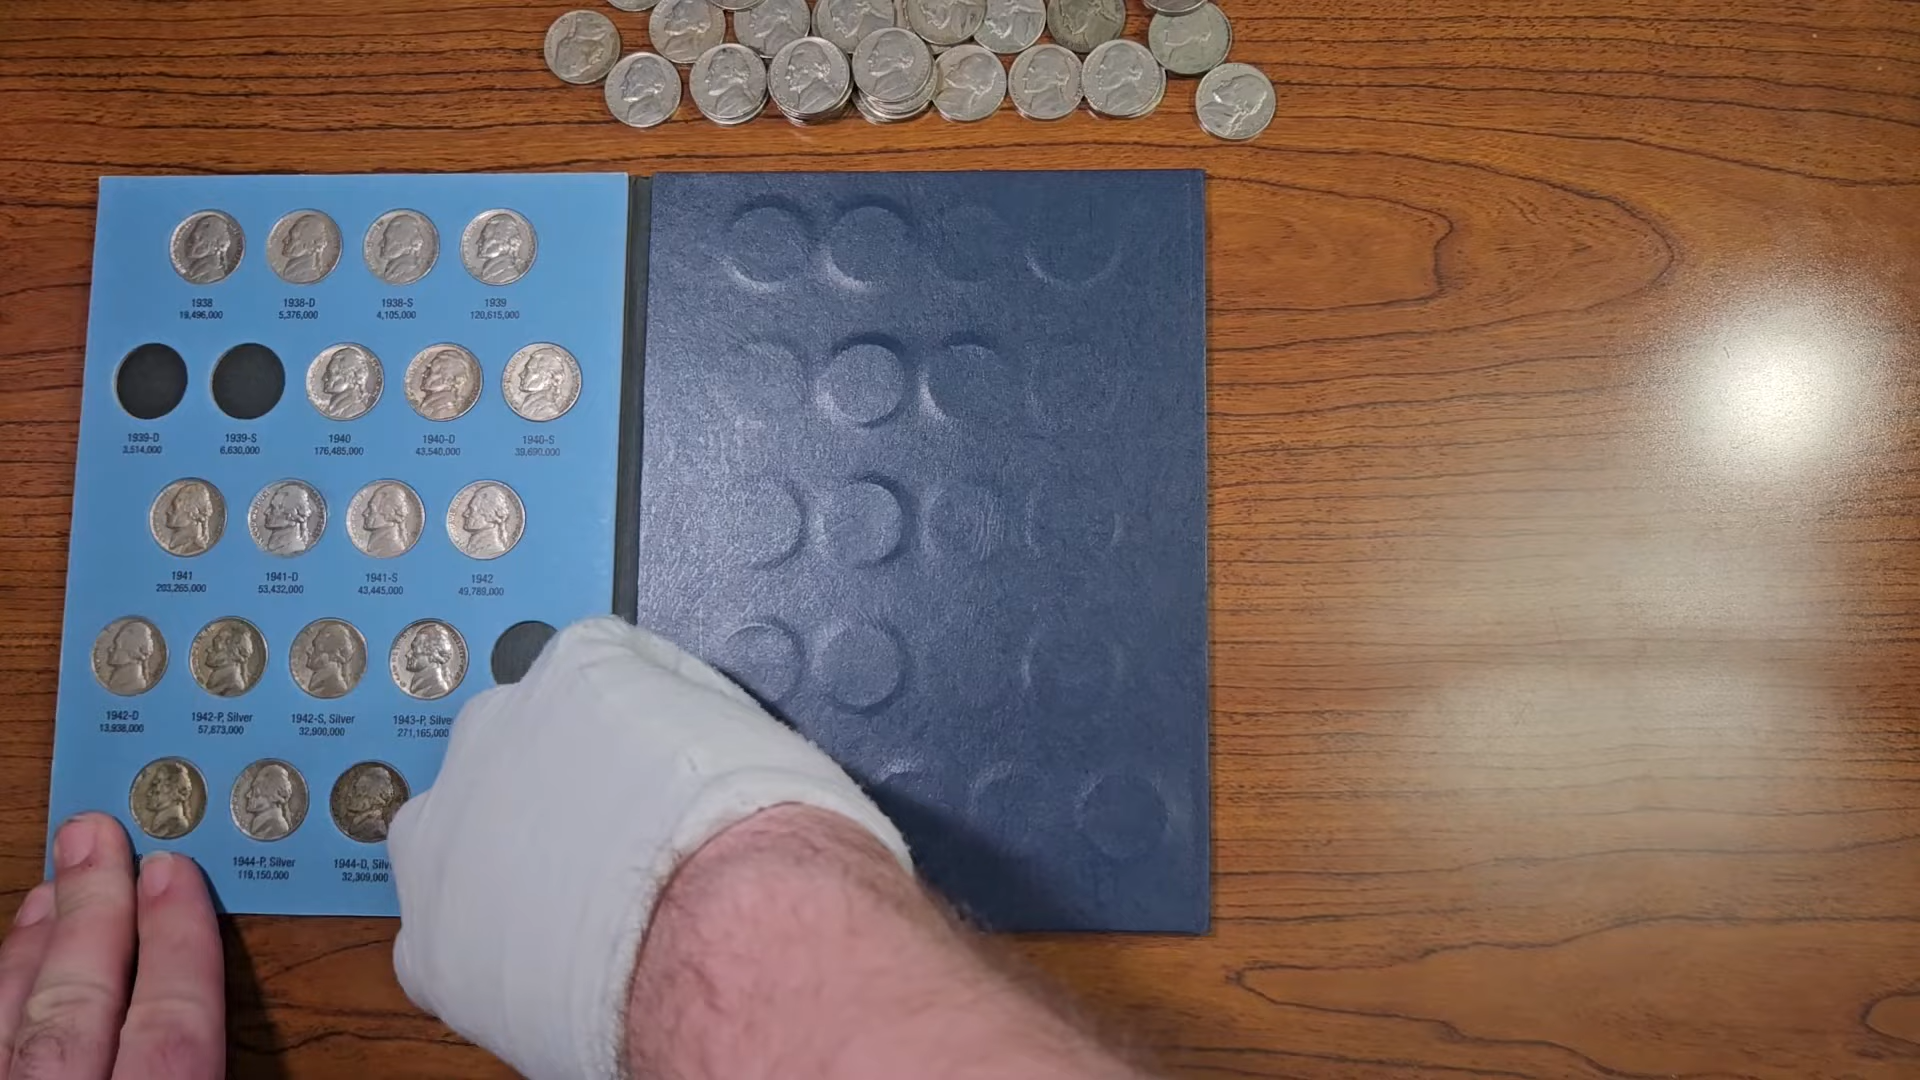 1938
19,496,000
1938-D
5,376,000
1938-S
4,105,000
1939
120,615,000
1939-D
3,514,000
1939-S
6,630,000
1940
176,485,000
1940-D
43,540,000
1940-S
39,690,000
1941
203,265,000
1941-D
53,432,000
1941-S
43,445,000
1942
49,789,000
1942-D
13,938,000
1942-P, Silver
57,873,000
1942-S, Silver
32,900,000
1943-P, Silve
271,165,000
1944-P, Silver
119,150,000
1944-D, Silv
32,309,000